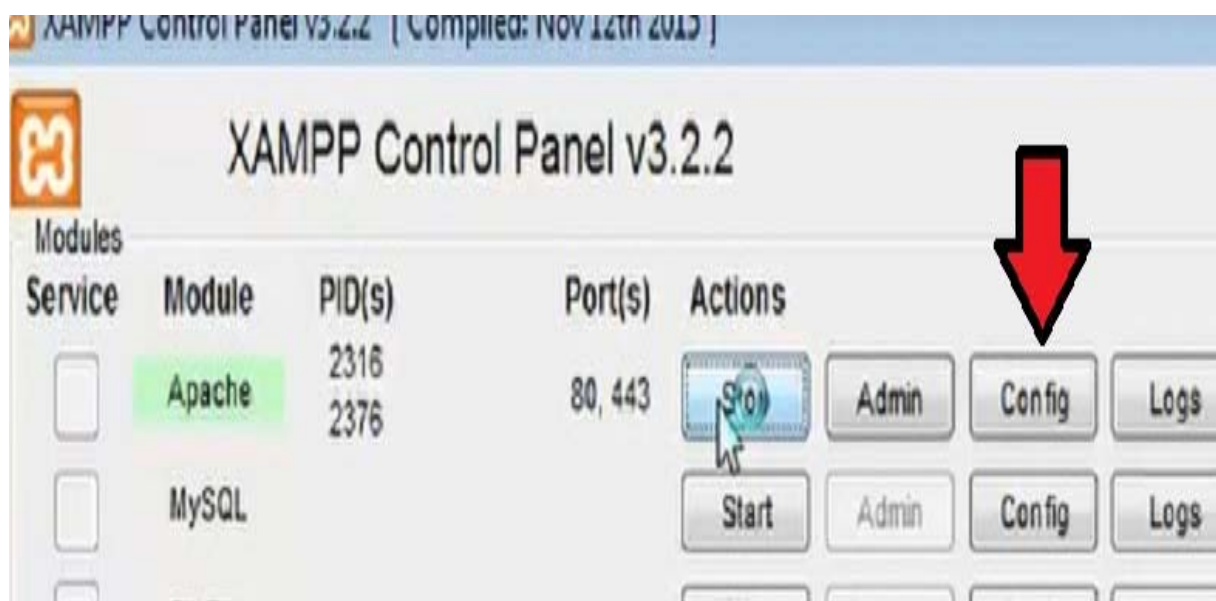 XAMPP Control Panel v3.2.2 [ Compiled: Nov 12th 2015 ]
XAMPP Control Panel v3.2.2
Modules
Service Module PID(s) Port(s) Actions
Apache 2316 2376 80, 443 Stop Admin Config Logs
MySQL Start Admin Config Logs